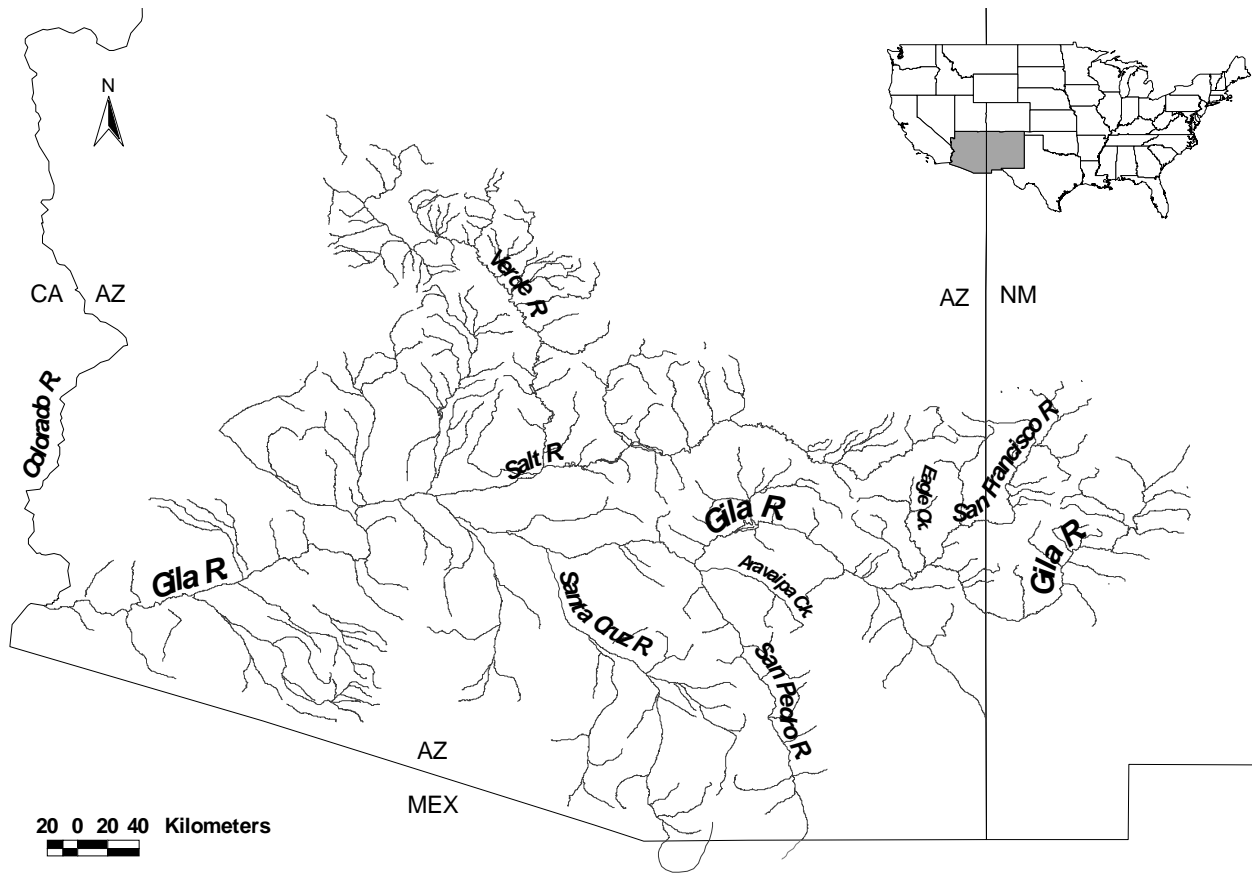 N
Verde R
CA
AZ
AZ
NM
Colorado R
Salt R
Eagle Ck
San Francisco R
Gila R
Gila R
Gila R
Aravaipa Ck
Santa Cruz R
San Pedro R
AZ
MEX
20 0 20 40 Kilometers